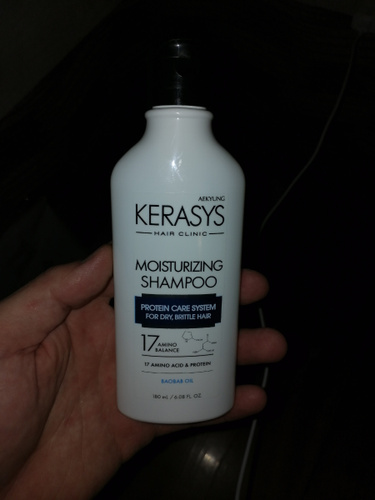 AEKYUNG
KERASYS
HAIR CLINIC
MOISTURIZING
SHAMPOO
PROTEIN CARE SYSTEM
FOR DRY, BRITTLE HAIR
17 AMINO
BALANCE
17 AMINO ACID & PROTEIN
BAOBAB OIL
180 mL / 6.08 FL. OZ